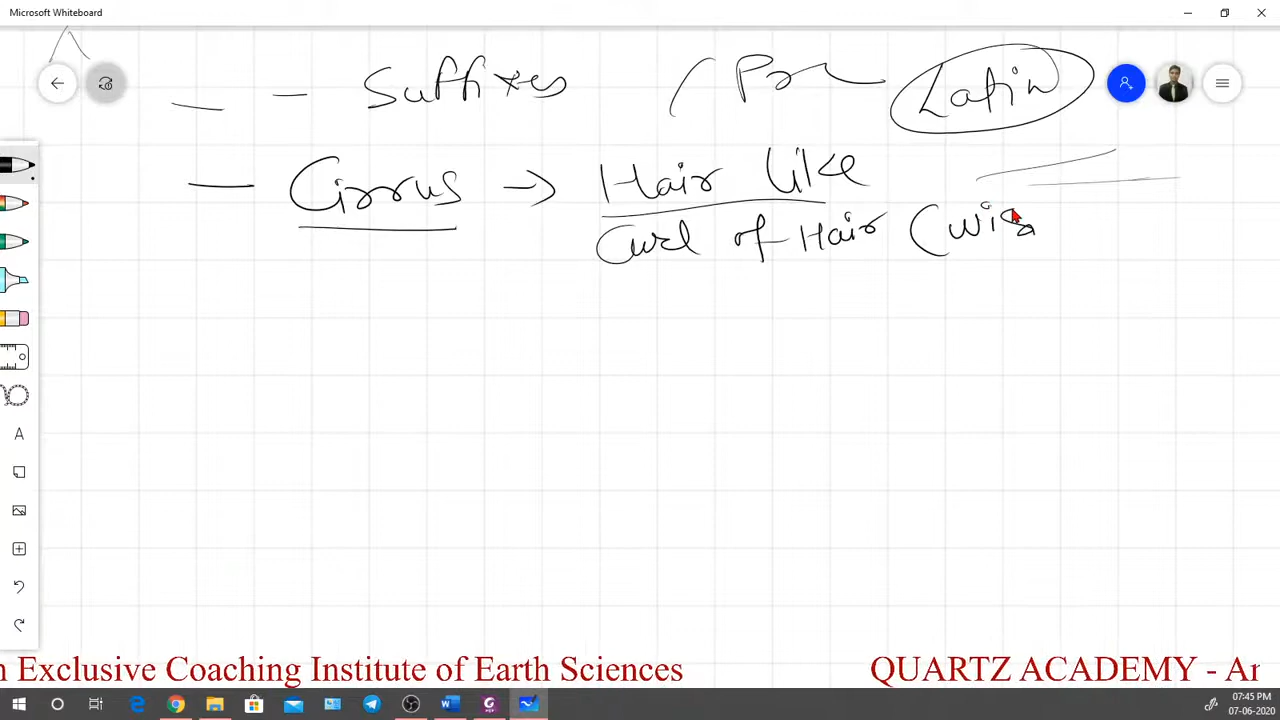 Microsoft Whiteboard
- - Suffixes ( Latin
- Cirrus → Hair like
Curl of Hair (wis
A
n Exclusive Coaching Institute of Earth Sciences QUARTZ ACADEMY - Ar
07:45 PM
07-06-2020